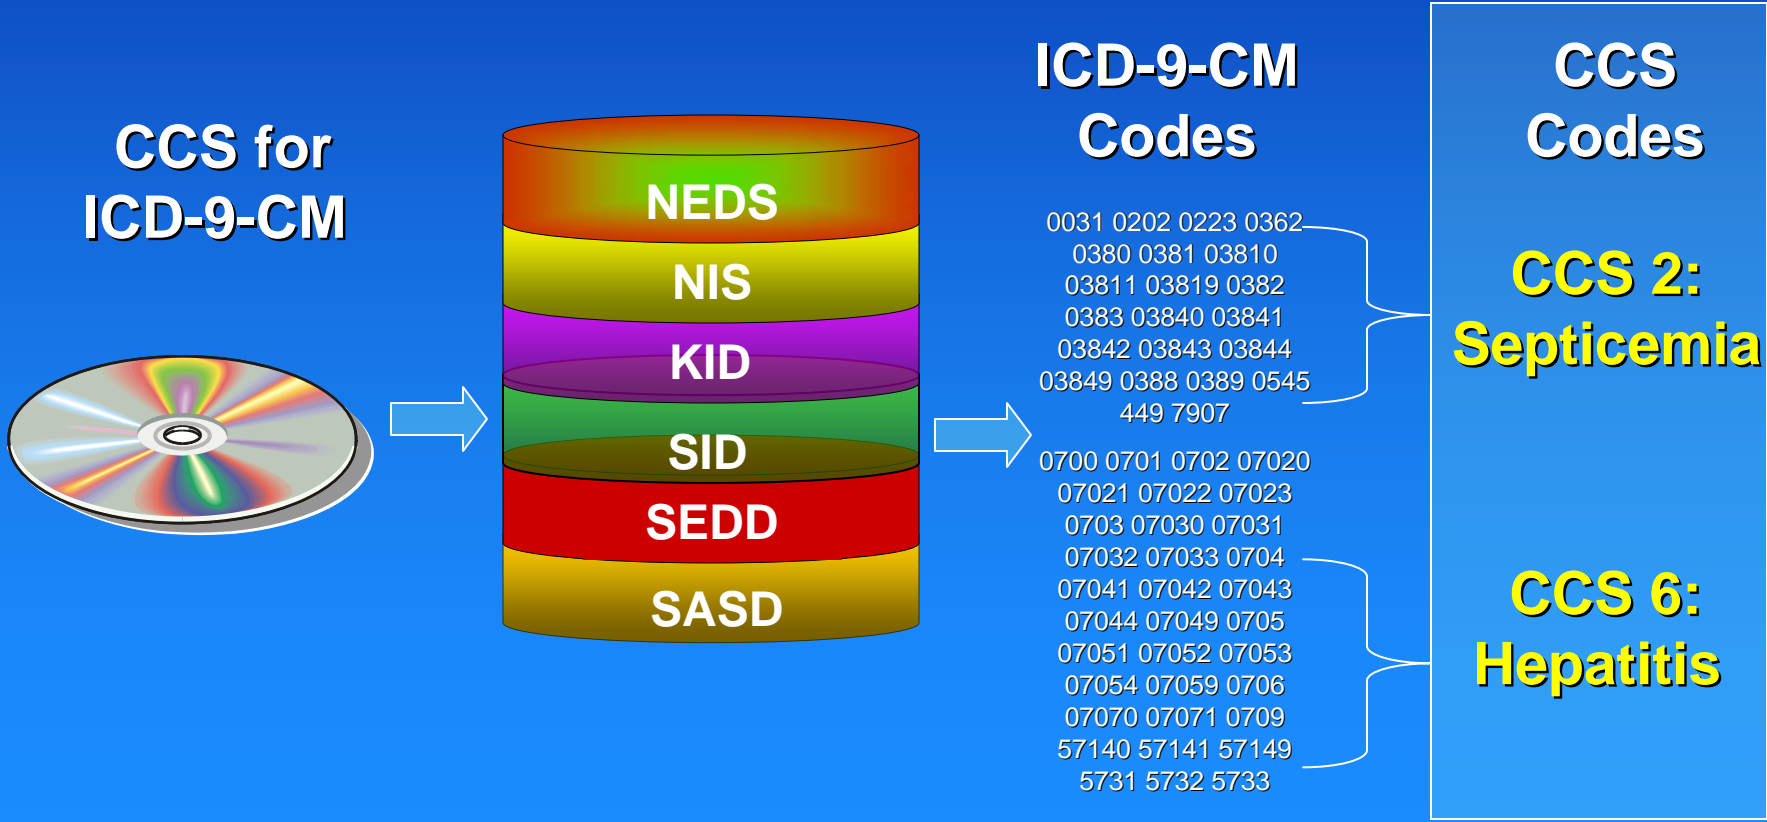 CCS for
ICD-9-CM
NEDS
NIS
KID
SID
SEDD
SASD
ICD-9-CM
Codes
0031 0202 0223 0362
0380 0381 03810
03811 03819 0382
0383 03840 03841
03842 03843 03844
03849 0388 0389 0545
449 7907
0700 0701 0702 07020
07021 07022 07023
0703 07030 07031
07032 07033 0704
07041 07042 07043
07044 07049 0705
07051 07052 07053
07054 07059 0706
07070 07071 0709
57140 57141 57149
5731 5732 5733
CCS
Codes
CCS 2:
Septicemia
CCS 6:
Hepatitis